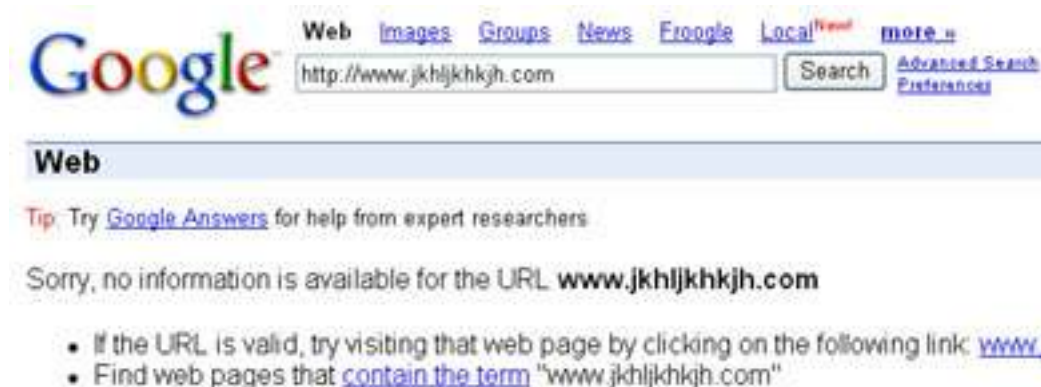 Google Web Images Groups News Froogle Local New! more »
http://www.jkhljkhkjh.com Search Advanced Search
Preferences
Web
Tip: Try Google Answers for help from expert researchers
Sorry, no information is available for the URL www.jkhljkhkjh.com
• If the URL is valid, try visiting that web page by clicking on the following link: www.
• Find web pages that contain the term "www.jkhljkhkjh.com"